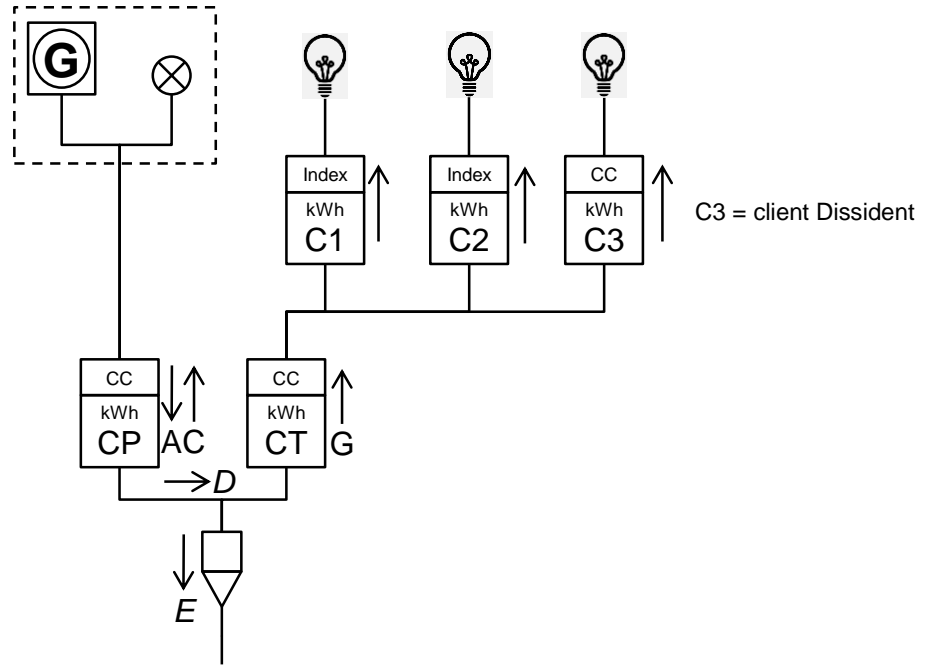 G
Index
kWh
C1
Index
kWh
C2
CC
kWh
C3
C3 = client Dissident
CC
kWh
CP
AC
CC
kWh
CT
G
D
E